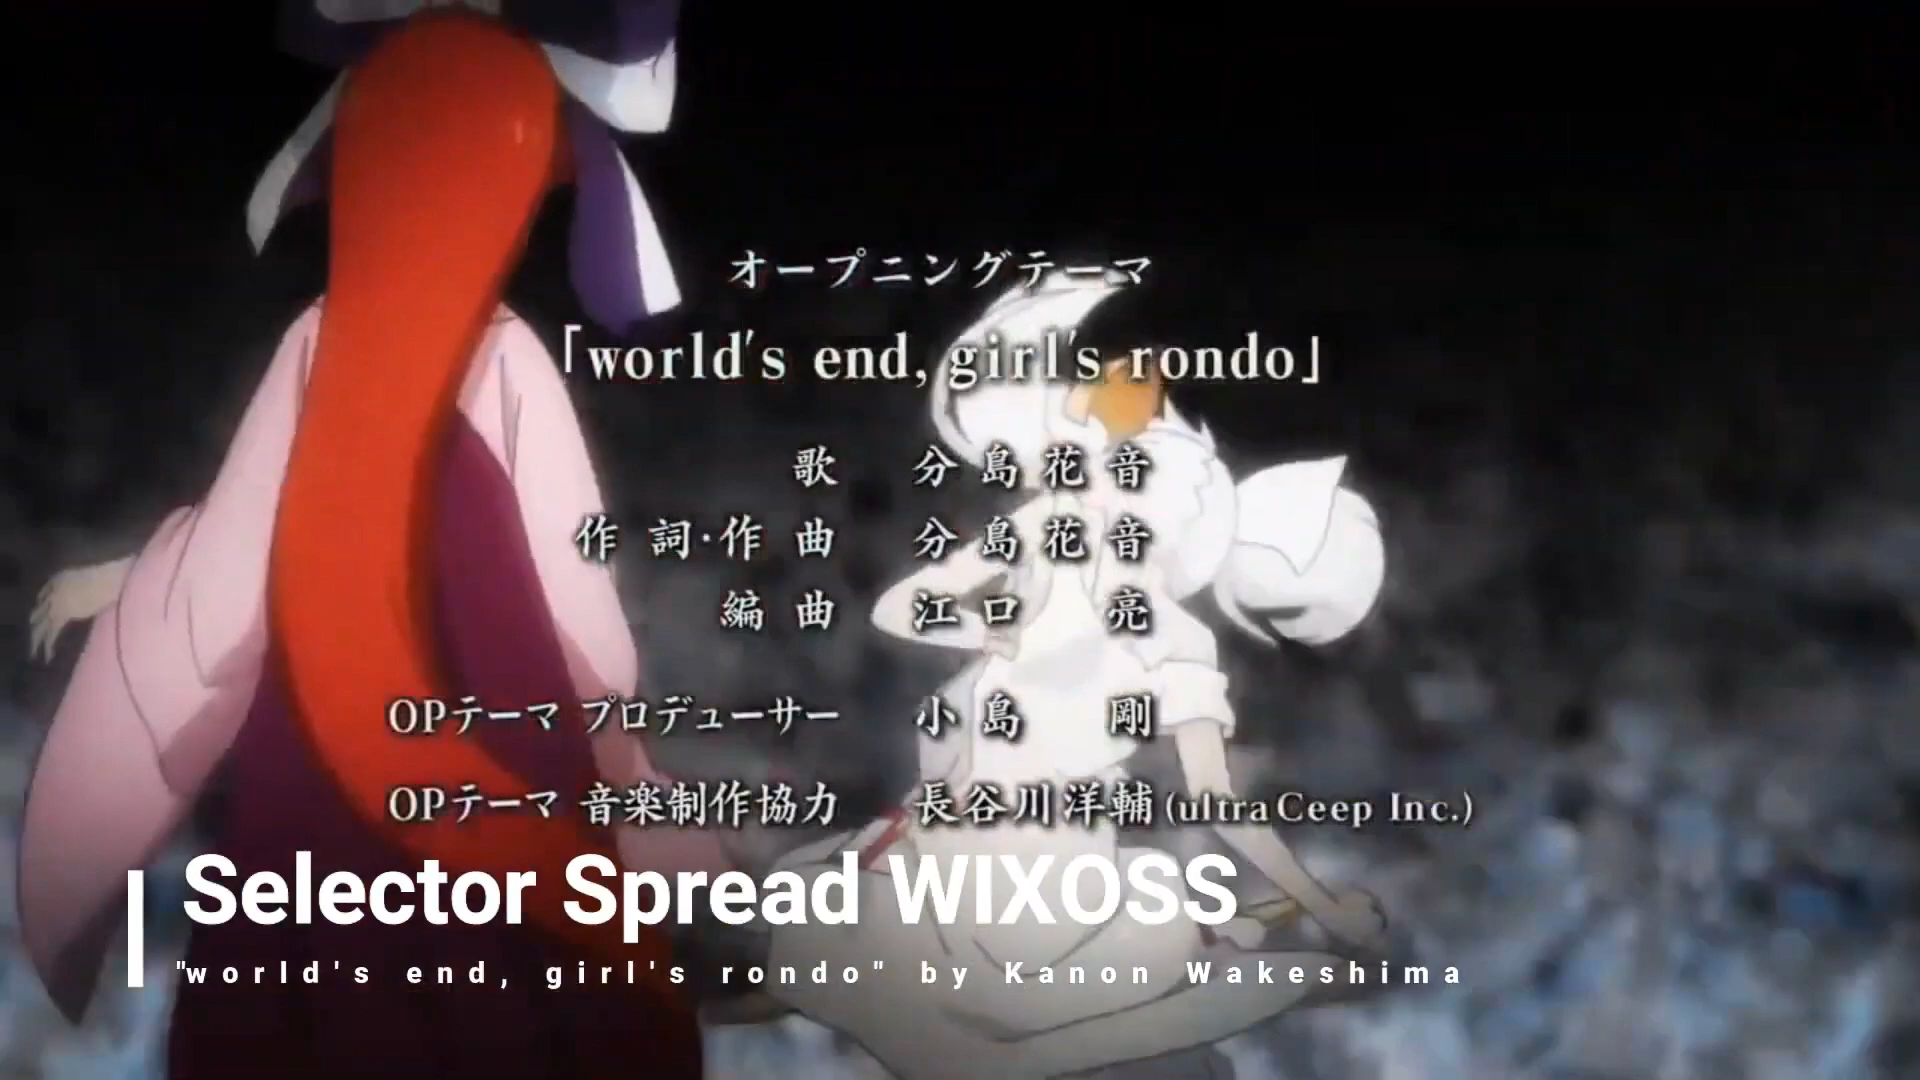 オープニングテーマ
「world's end, girl's rondo」
歌 分島花音
作詞・作曲 分島花音
編曲 江口 亮
OPテーマ プロデューサー 小島 剛
OPテーマ 音楽制作協力 長谷川洋輔(ultraCeep Inc.)
Selector Spread WIXOSS
"world's end, girl's rondo" by Kanon Wakeshima